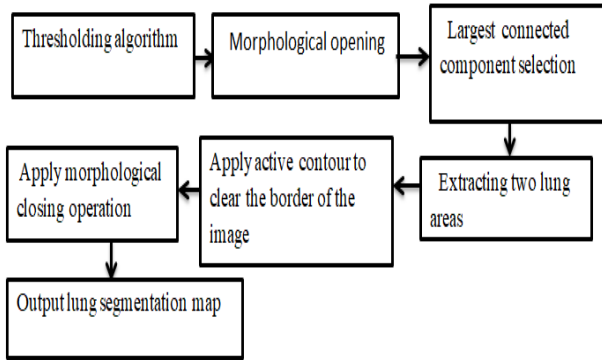 Thresholding algorithm
Morphological opening
Largest connected
component selection
Extracting two lung
areas
Apply active contour to
clear the border of the
image
Apply morphological
closing operation
Output lung segmentation map